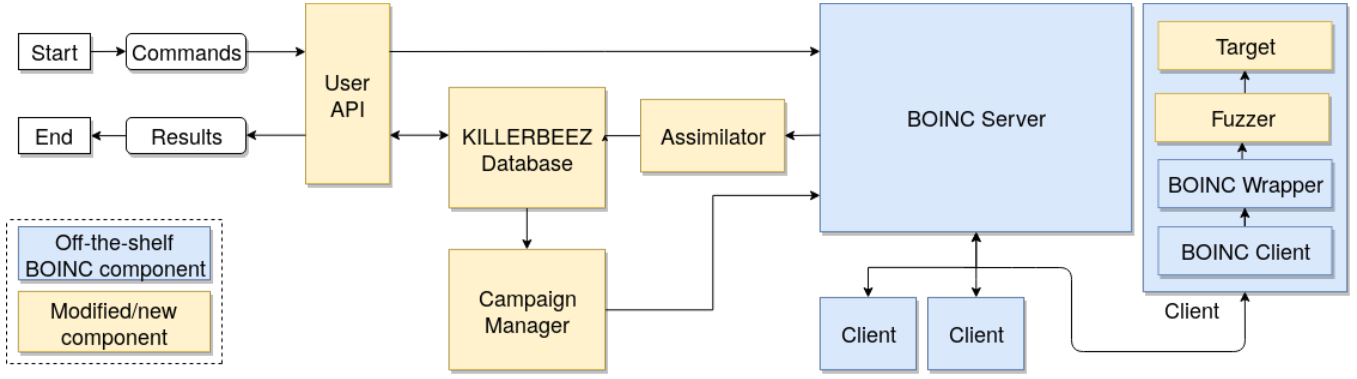 Start
Commands
End
Results
User
API
KILLERBEEZ
Database
Assimilator
BOINC Server
Campaign
Manager
Client
Client
Target
Fuzzer
BOINC Wrapper
BOINC Client
Client
Off-the-shelf
BOINC component
Modified/new
component